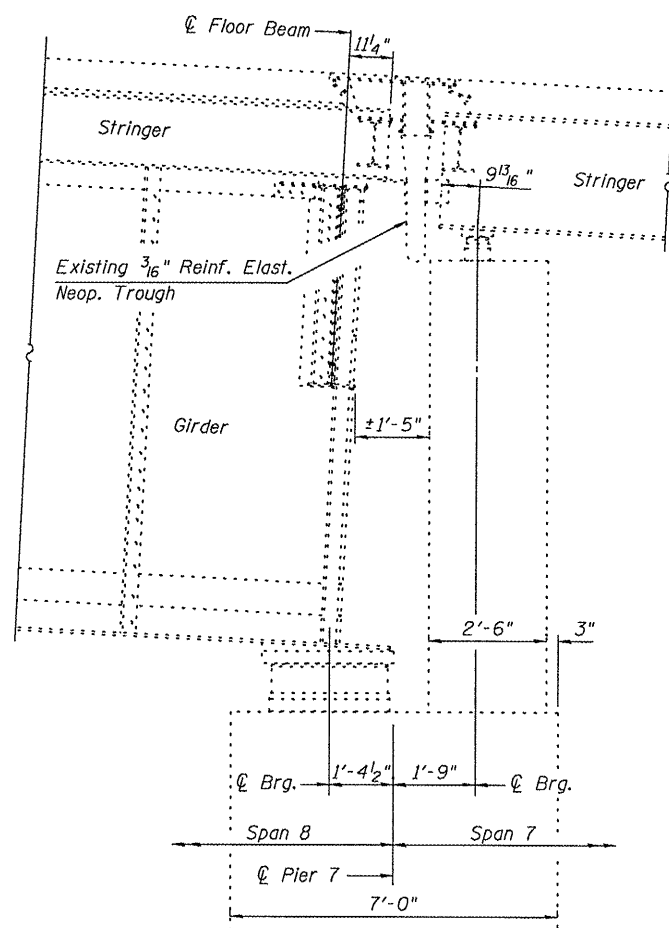 ℄ Floor Beam
11¼"
Stringer
9 13/16"
Stringer
Existing 3/16" Reinf. Elast.
Neop. Trough
Girder
±1'-5"
2'-6"
3"
℄ Brg.
1'-4½"
1'-9"
℄ Brg.
Span 8
Span 7
℄ Pier 7
7'-0"